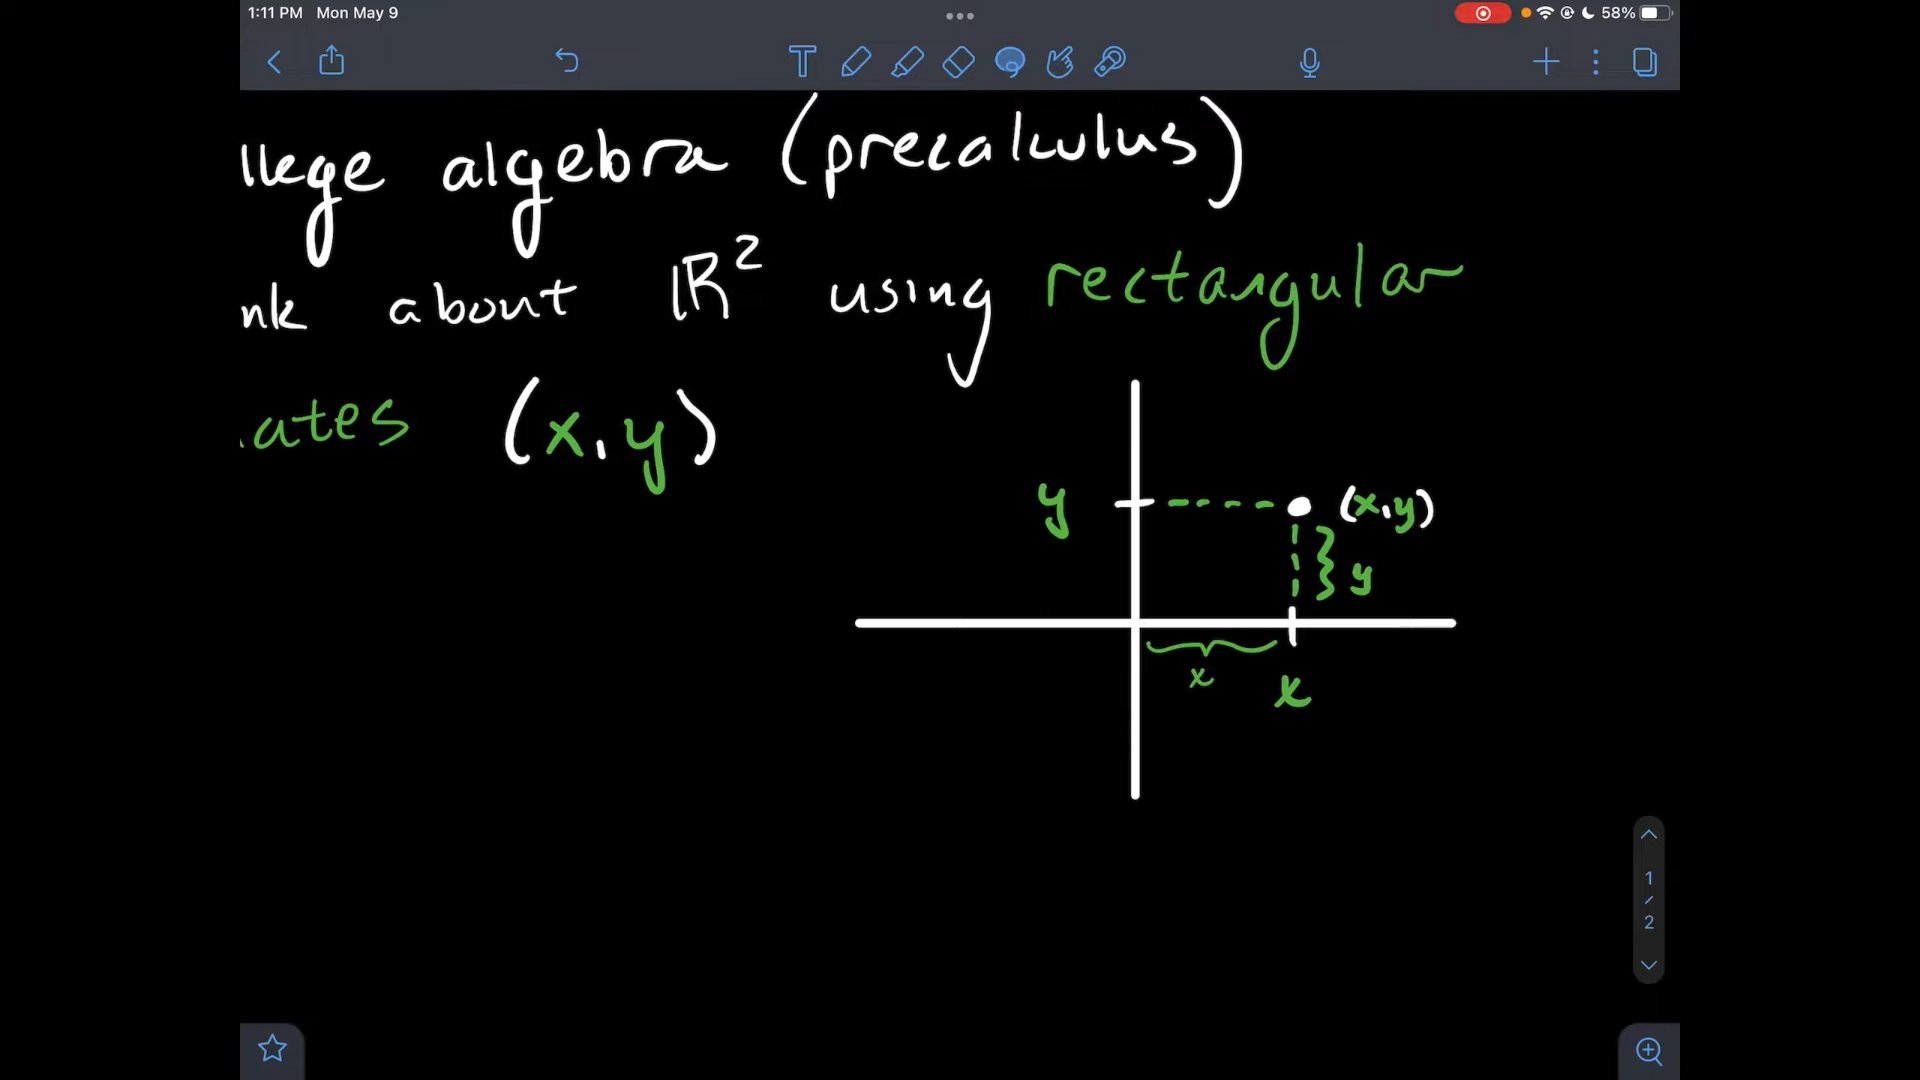 1:11 PM Mon May 9
58%
llege algebra (precalculus)
nk about ℝ² using rectangular
ates (x,y)
y
(x,y)
y
x
x
1
/
2